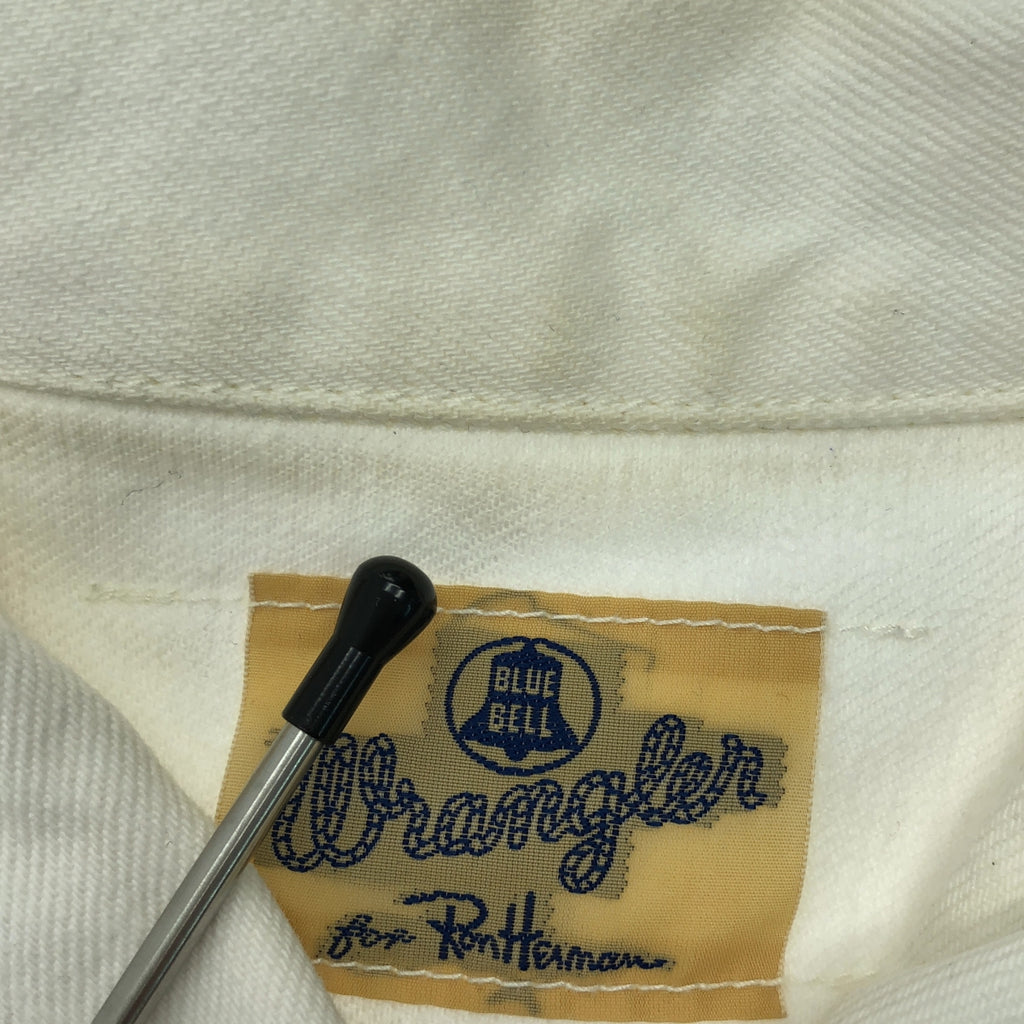 BLUE
BELL
Wrangler
for Ron Herman